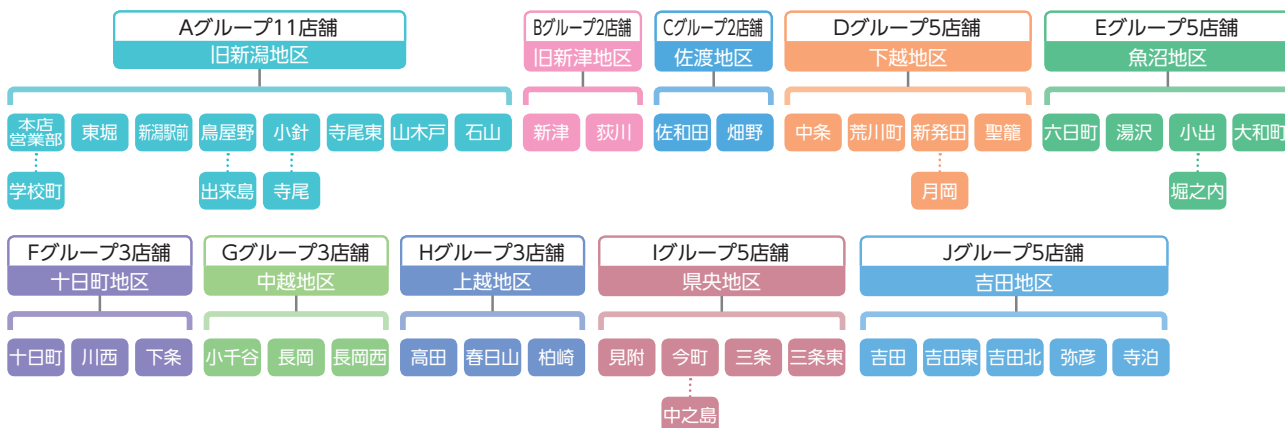 Aグループ11店舗
旧新潟地区
本店
営業部
東堀
新潟駅前
鳥屋野
小針
寺尾東
山木戸
石山
学校町
出来島
寺尾
Bグループ2店舗
旧新津地区
新津
荻川
Cグループ2店舗
佐渡地区
佐和田
畑野
Dグループ5店舗
下越地区
中条
荒川町
新発田
聖籠
月岡
Eグループ5店舗
魚沼地区
六日町
湯沢
小出
大和町
堀之内
Fグループ3店舗
十日町地区
十日町
川西
下条
Gグループ3店舗
中越地区
小千谷
長岡
長岡西
Hグループ3店舗
上越地区
高田
春日山
柏崎
Iグループ5店舗
県央地区
見附
今町
三条
三条東
中之島
Jグループ5店舗
吉田地区
吉田
吉田東
吉田北
弥彦
寺泊